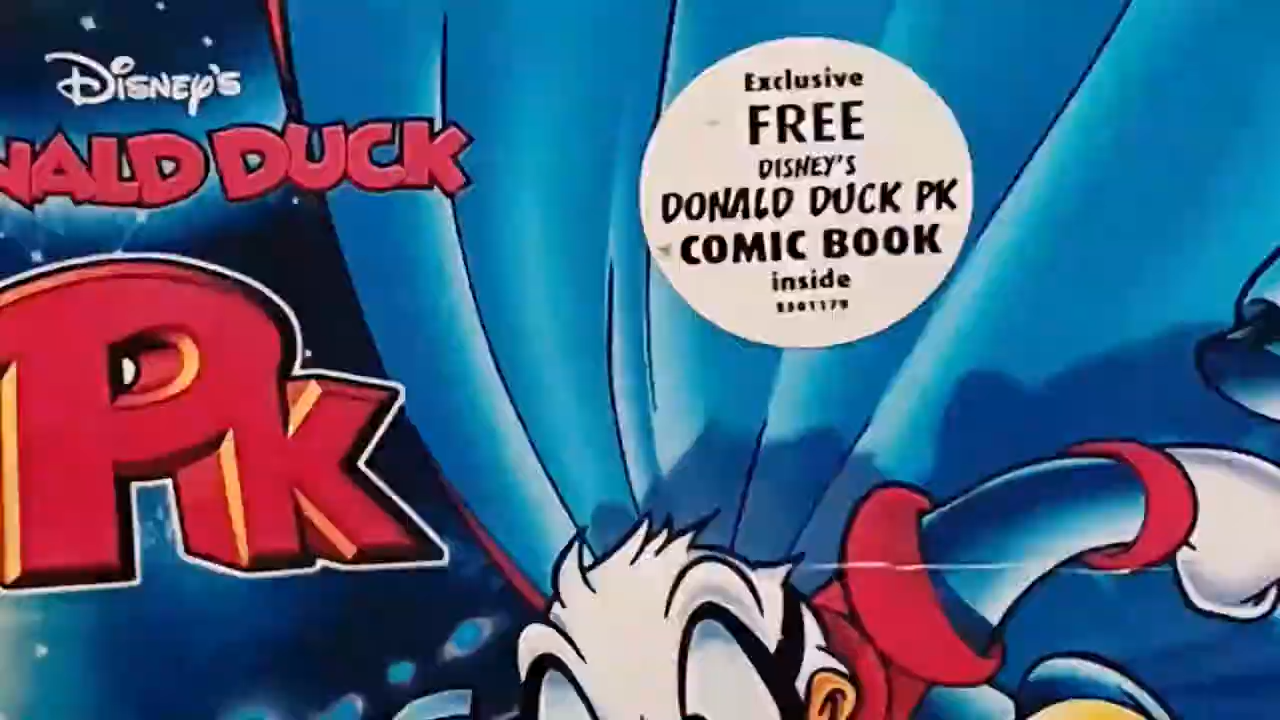 Disney's
NALD DUCK
PK
Exclusive
FREE
DISNEY'S
DONALD DUCK PK
COMIC BOOK
inside